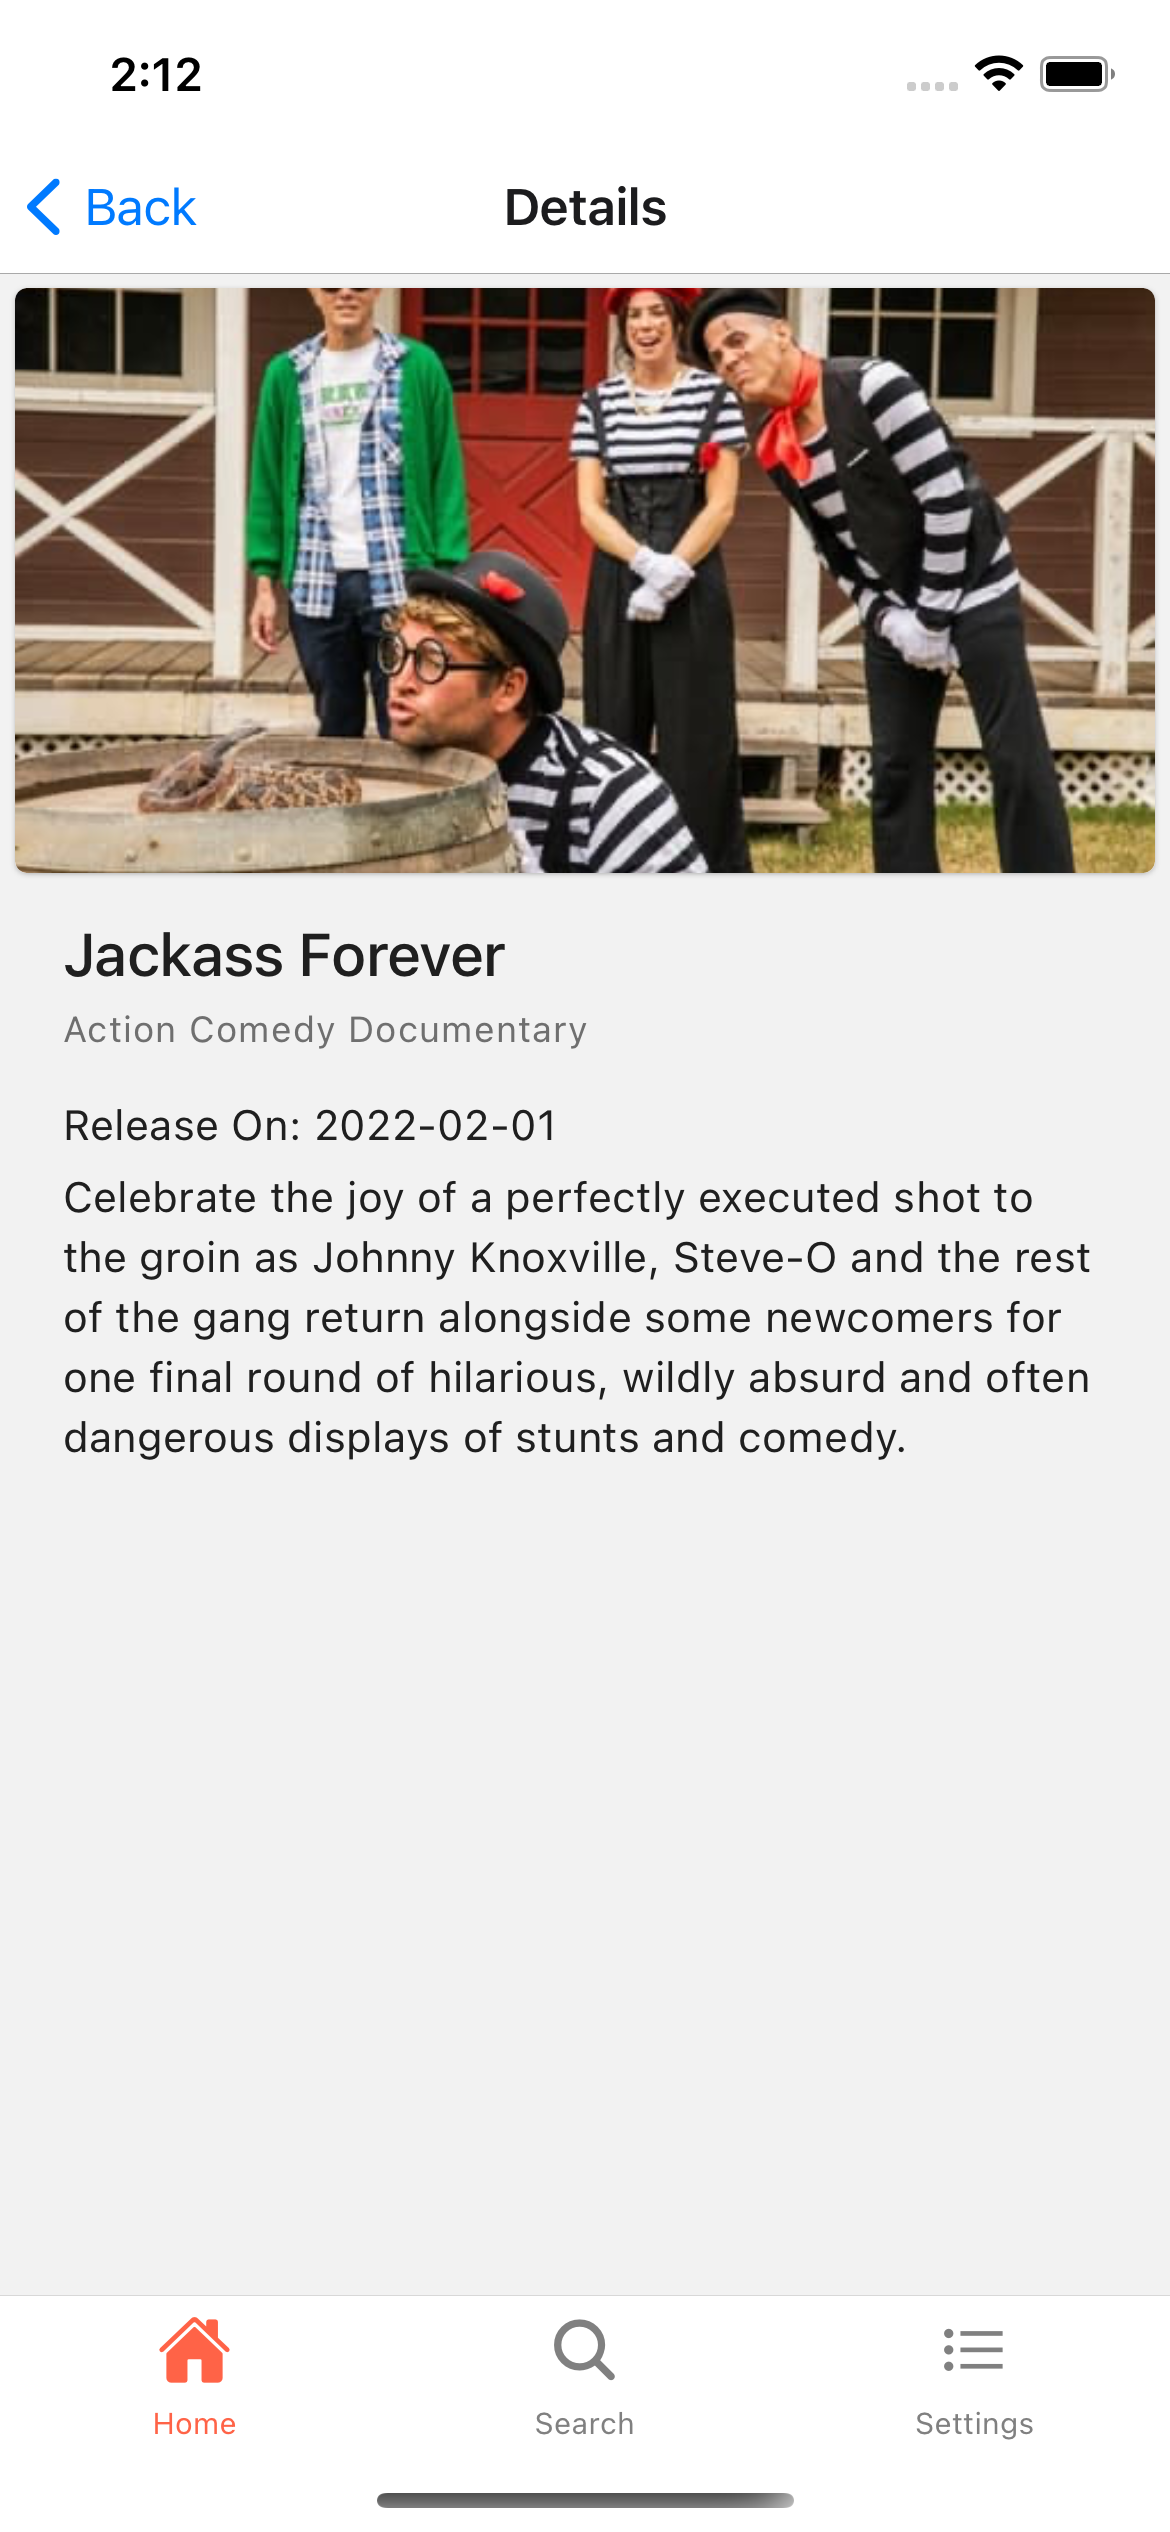 2:12
Back
Details
Jackass Forever
Action Comedy Documentary
Release On: 2022-02-01
Celebrate the joy of a perfectly executed shot to
the groin as Johnny Knoxville, Steve-O and the rest
of the gang return alongside some newcomers for
one final round of hilarious, wildly absurd and often
dangerous displays of stunts and comedy.
Home
Search
Settings